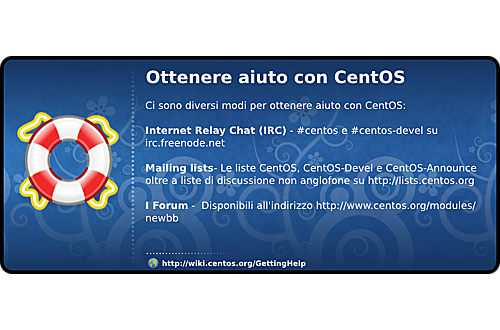 Ottenere aiuto con CentOS
Ci sono diversi modi per ottenere aiuto con CentOS:
Internet Relay Chat (IRC) - #centos e #centos-devel su
irc.freenode.net
Mailing lists- Le liste CentOS, CentOS-Devel e CentOS-Announce
oltre a liste di discussione non anglofone su http://lists.centos.org
I Forum -  Disponibili all'indirizzo http://www.centos.org/modules/
newbb
http://wiki.centos.org/GettingHelp